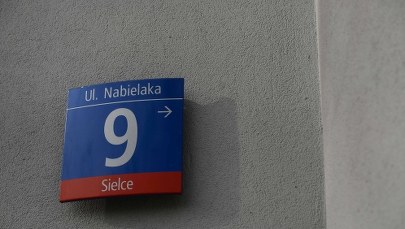 Ul. Nabielaka
9 →
Sielce